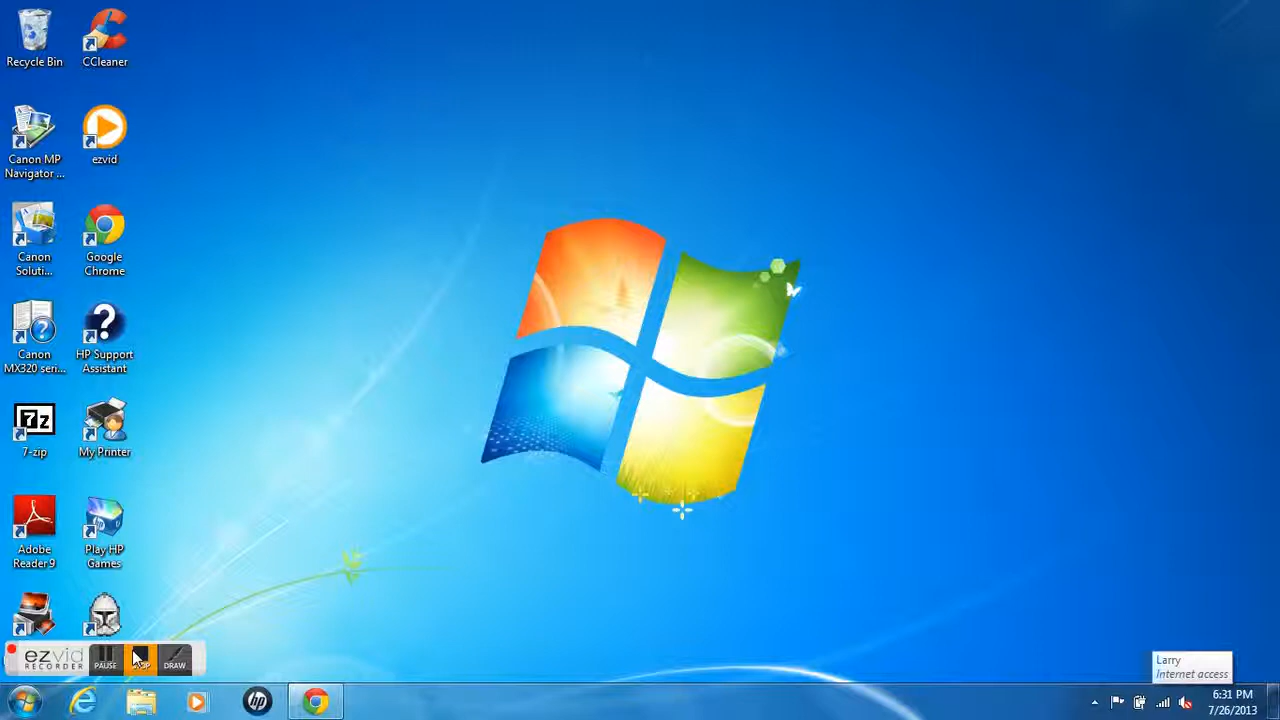 Recycle Bin
CCleaner
Canon MP
Navigator ...
ezvid
Canon
Soluti...
Google
Chrome
Canon
MX320 seri...
HP Support
Assistant
7z
7-zip
My Printer
Adobe
Reader 9
Play HP
Games
ezvid
RECORDER
PAUSE
DRAW
hp
Larry
Internet access
6:31 PM
7/26/2013